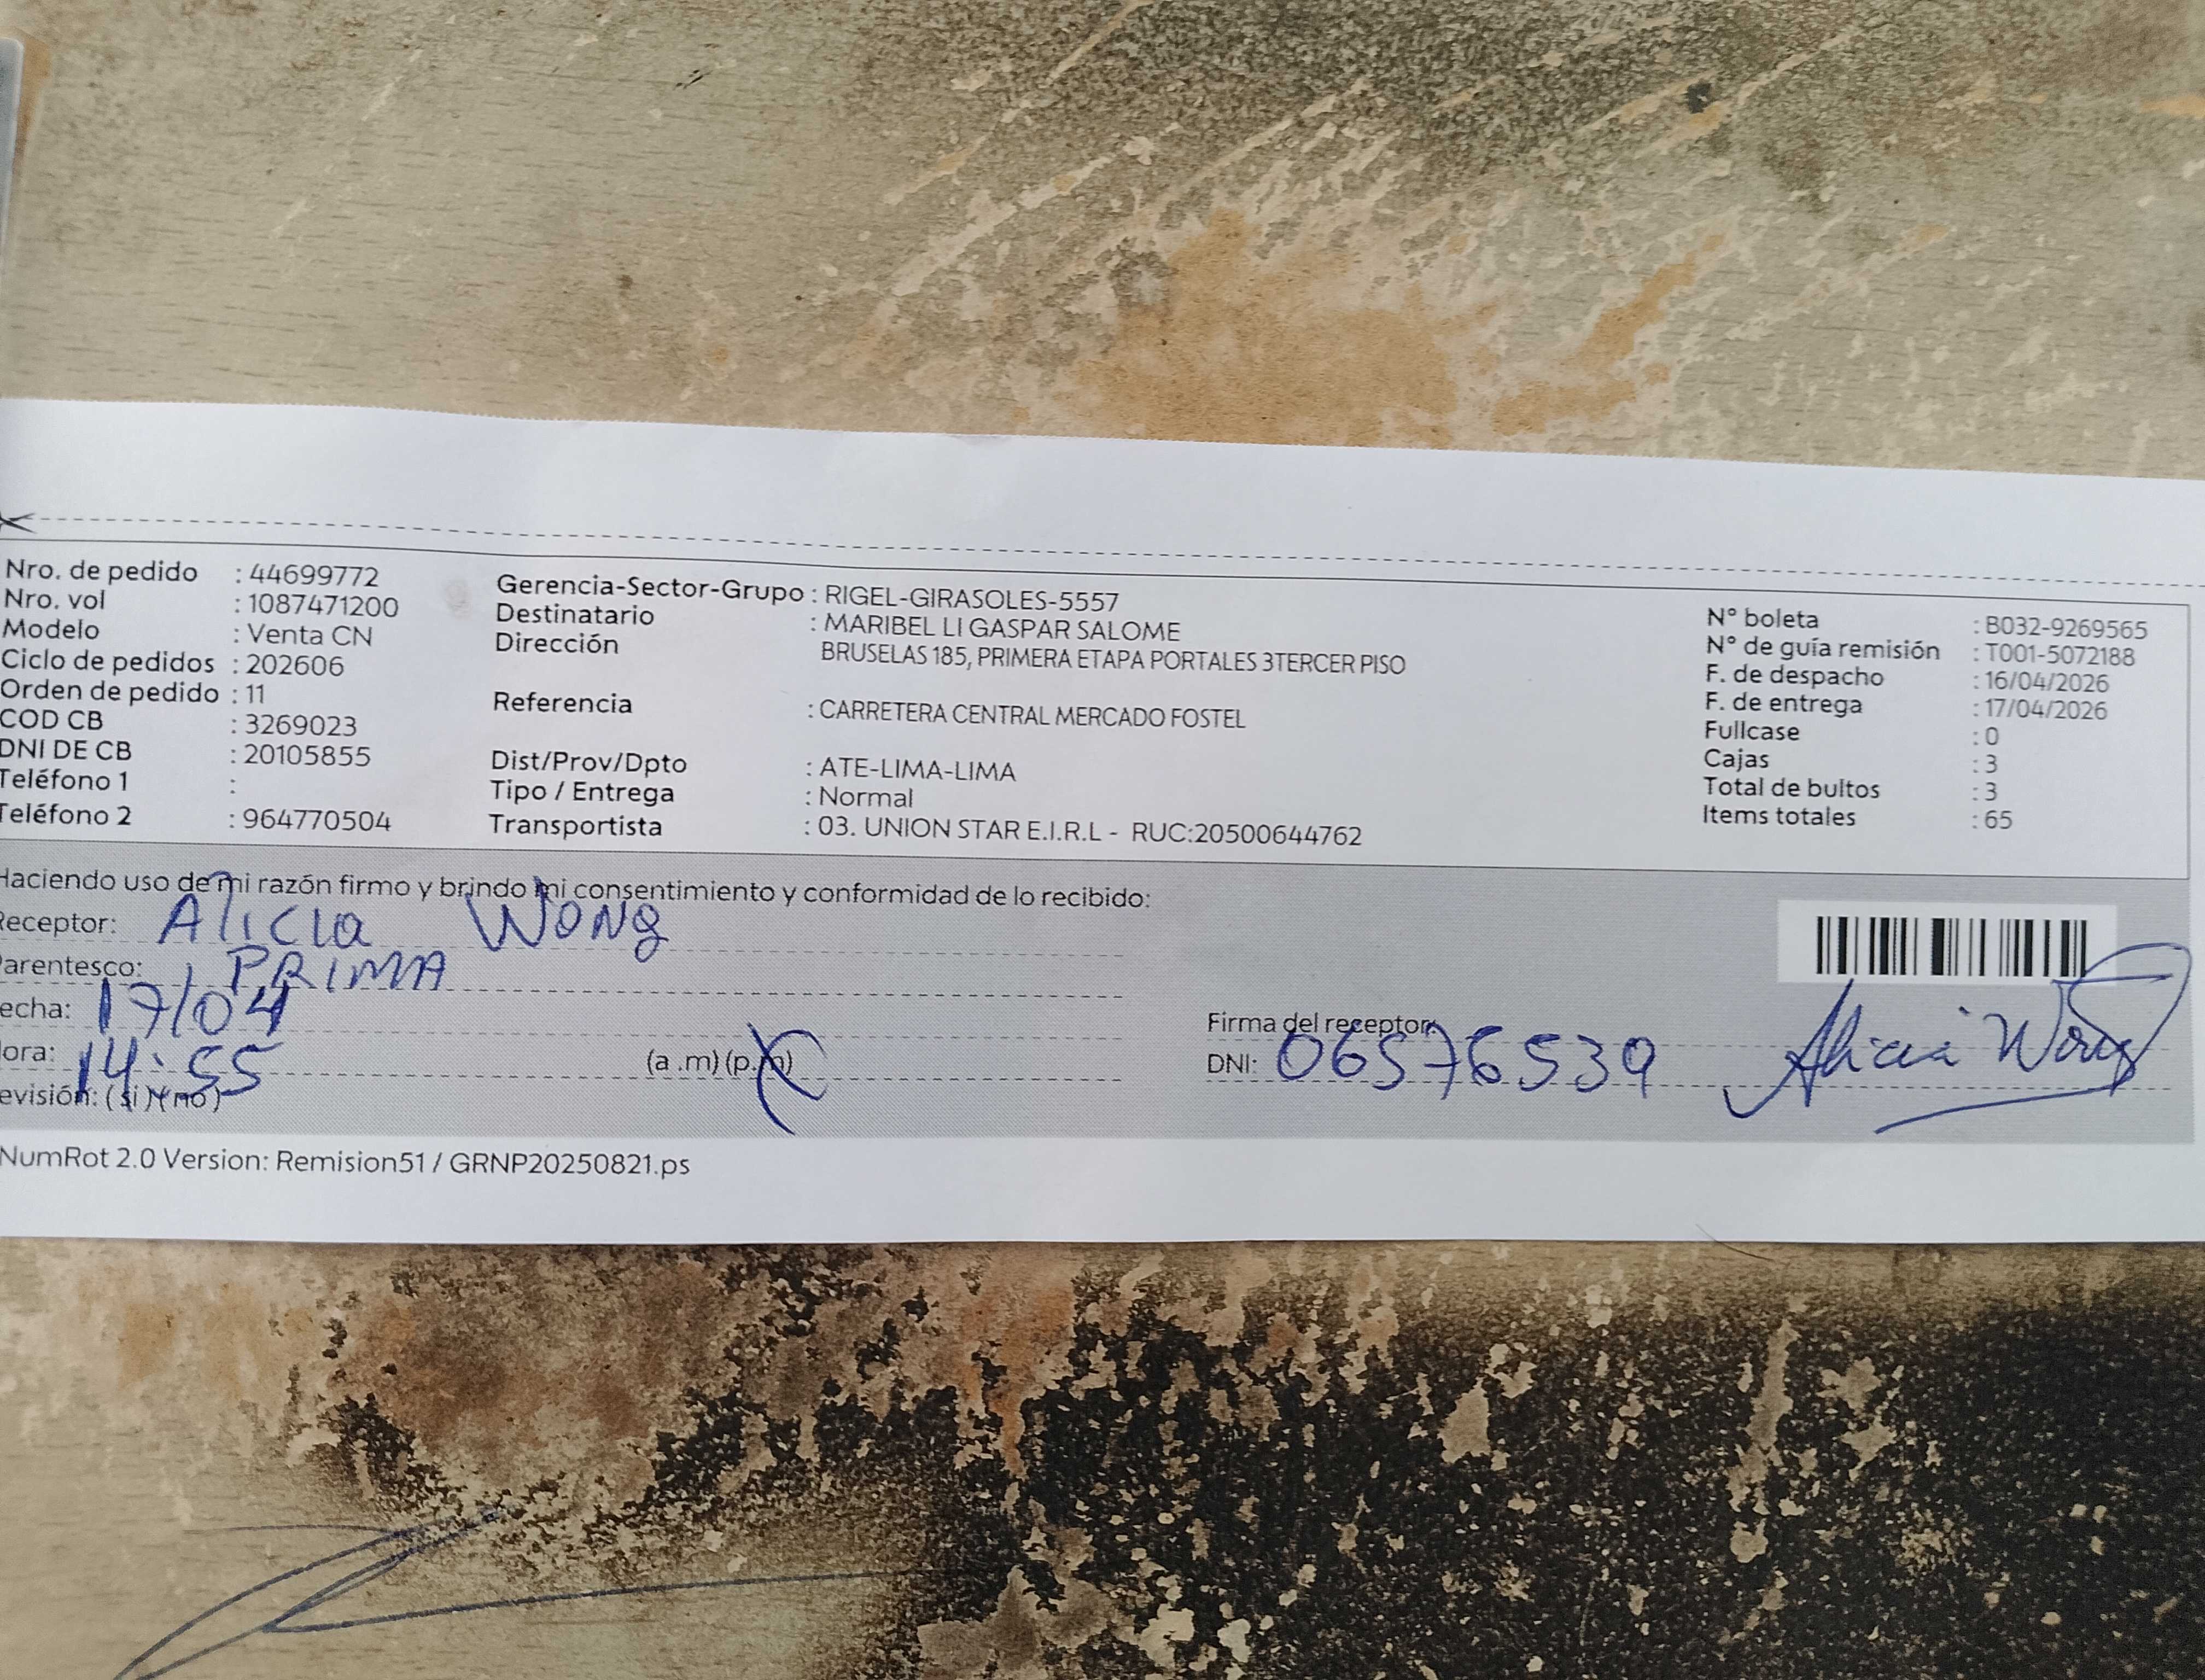 Nro. de pedido : 44699772
Nro. vol : 1087471200
Modelo : Venta CN
Ciclo de pedidos : 202606
Orden de pedido : 11
COD CB : 3269023
DNI DE CB : 20105855
Teléfono 1 :
Teléfono 2 : 964770504
Gerencia-Sector-Grupo : RIGEL-GIRASOLES-5557
Destinatario : MARIBEL LI GASPAR SALOME
Dirección BRUSELAS 185, PRIMERA ETAPA PORTALES 3TERCER PISO
Referencia : CARRETERA CENTRAL MERCADO FOSTEL
Dist/Prov/Dpto : ATE-LIMA-LIMA
Tipo / Entrega : Normal
Transportista : 03. UNION STAR E.I.R.L - RUC:20500644762
N° boleta : B032-9269565
N° de guía remisión : T001-5072188
F. de despacho : 16/04/2026
F. de entrega : 17/04/2026
Fullcase : 0
Cajas : 3
Total de bultos : 3
Items totales : 65
Haciendo uso de mi razón firmo y brindo mi consentimiento y conformidad de lo recibido:
Receptor: Alicia Wong
Parentesco: PRIMA
echa: 17/04
ora: 14:55 (a .m) (p.m)
evisión: ( si ) ( no )
Firma del receptor:
DNI: 06576539 Alicia Wong
NumRot 2.0 Version: Remision51 / GRNP20250821.ps